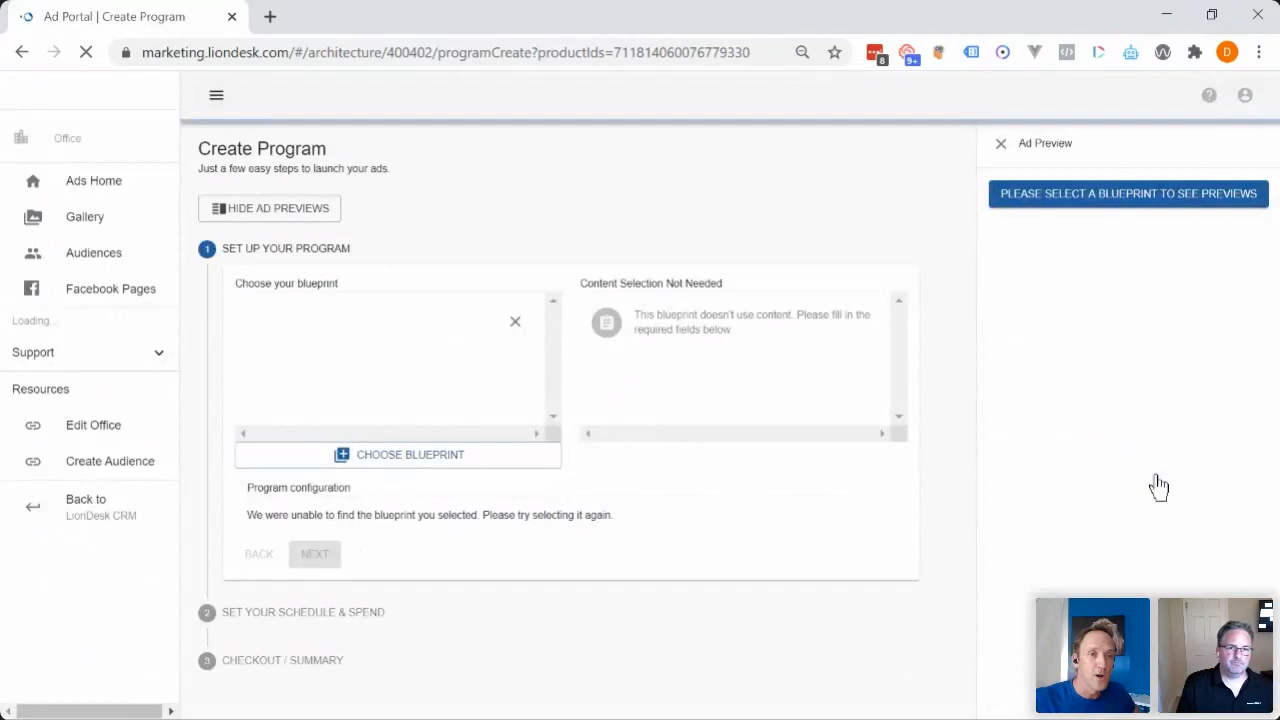 Ad Portal | Create Program
marketing.liondesk.com/#/architecture/400402/programCreate?productIds=711814060076779330
8
9+
D
Office
Ads Home
Gallery
Audiences
Facebook Pages
Loading
Support
Resources
Edit Office
Create Audience
Back to
LionDesk CRM
Create Program
Just a few easy steps to launch your ads.
HIDE AD PREVIEWS
1 SET UP YOUR PROGRAM
Choose your blueprint
CHOOSE BLUEPRINT
Content Selection Not Needed
This blueprint doesn't use content. Please fill in the
required fields below
Program configuration
We were unable to find the blueprint you selected. Please try selecting it again.
BACK NEXT
2 SET YOUR SCHEDULE & SPEND
3 CHECKOUT / SUMMARY
Ad Preview
PLEASE SELECT A BLUEPRINT TO SEE PREVIEWS